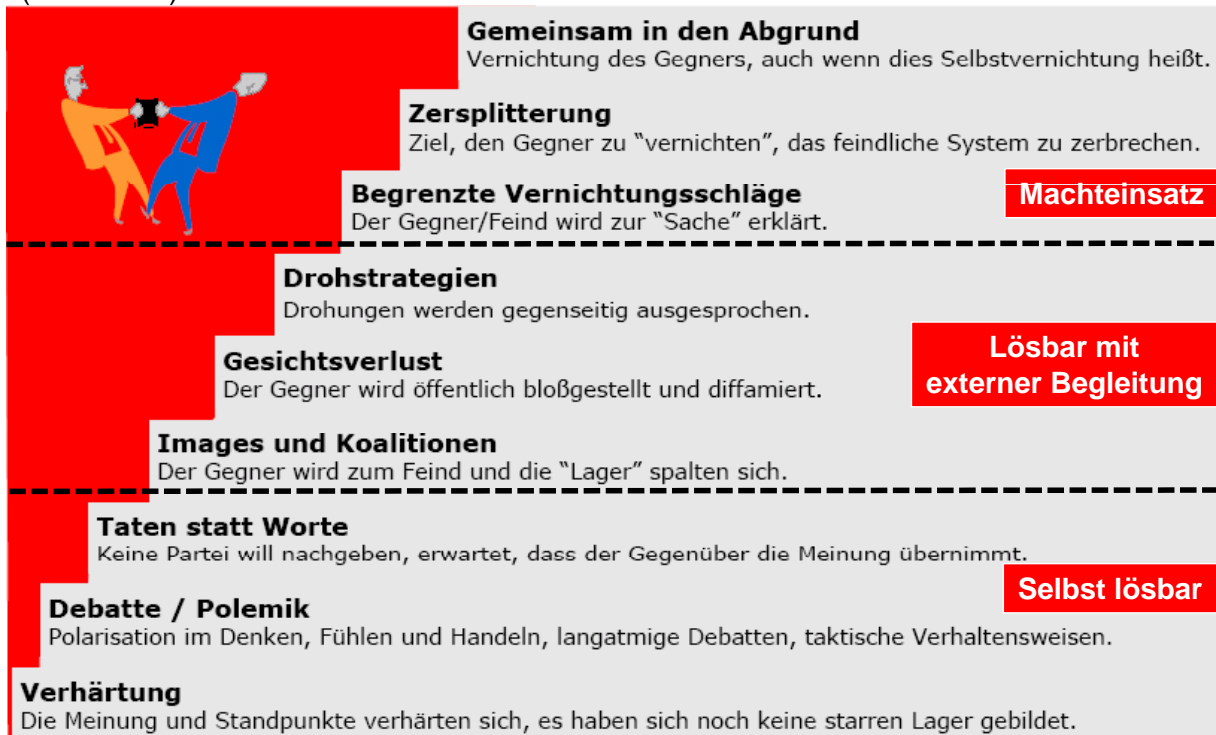 Gemeinsam in den Abgrund
Vernichtung des Gegners, auch wenn dies Selbstvernichtung heißt.
Zersplitterung
Ziel, den Gegner zu “vernichten”, das feindliche System zu zerbrechen.
Begrenzte Vernichtungsschläge
Der Gegner/Feind wird zur “Sache” erklärt.
Machteinsatz
Drohstrategien
Drohungen werden gegenseitig ausgesprochen.
Gesichtsverlust
Der Gegner wird öffentlich bloßgestellt und diffamiert.
Lösbar mit
externer Begleitung
Images und Koalitionen
Der Gegner wird zum Feind und die “Lager” spalten sich.
Taten statt Worte
Keine Partei will nachgeben, erwartet, dass der Gegenüber die Meinung übernimmt.
Selbst lösbar
Debatte / Polemik
Polarisation im Denken, Fühlen und Handeln, langatmige Debatten, taktische Verhaltensweisen.
Verhärtung
Die Meinung und Standpunkte verhärten sich, es haben sich noch keine starren Lager gebildet.